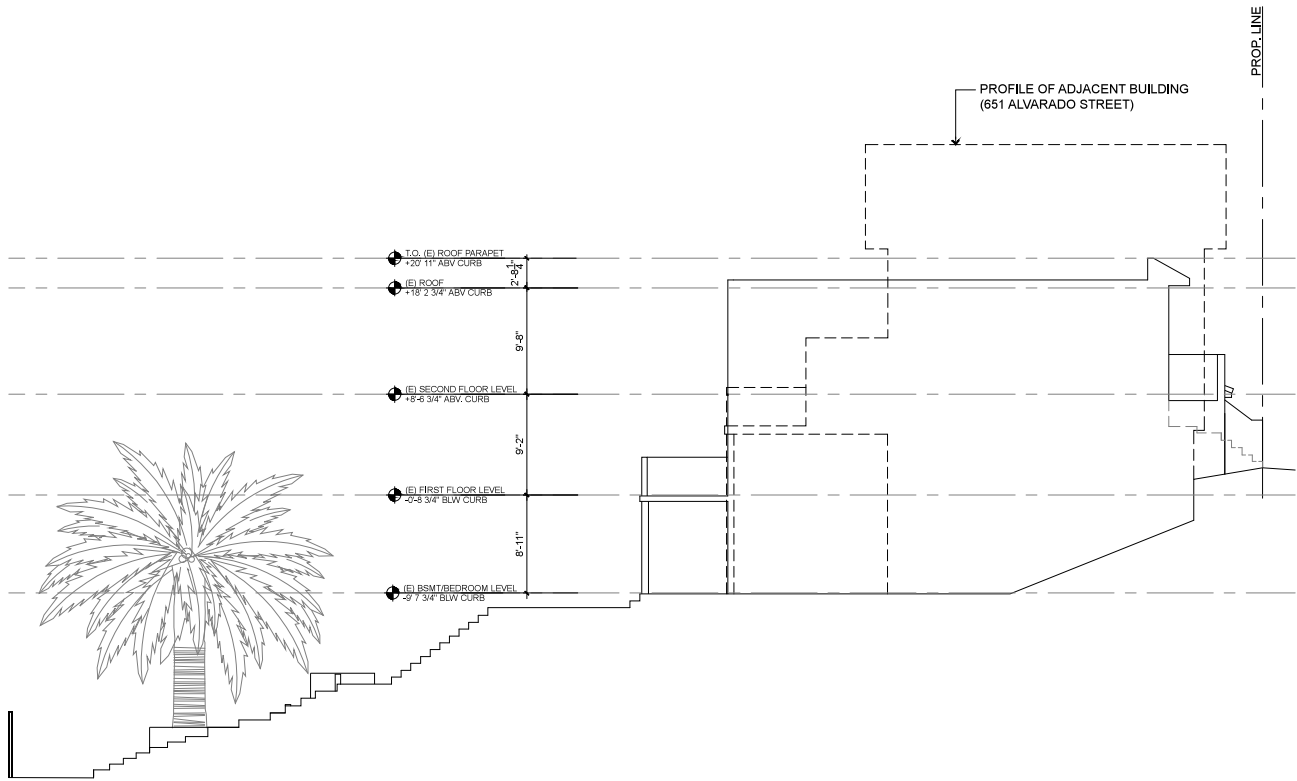 PROP. LINE
PROFILE OF ADJACENT BUILDING
(651 ALVARADO STREET)
T.O. (E) ROOF PARAPET
+20' 11" ABV CURB
2'-8 1/4"
(E) ROOF
+18' 2 3/4" ABV CURB
9'-8"
(E) SECOND FLOOR LEVEL
+8'-6 3/4" ABV. CURB
9'-2"
(E) FIRST FLOOR LEVEL
-0'-8 3/4" BLW CURB
8'-11"
(E) BSMT/BEDROOM LEVEL
-9' 7 3/4" BLW CURB